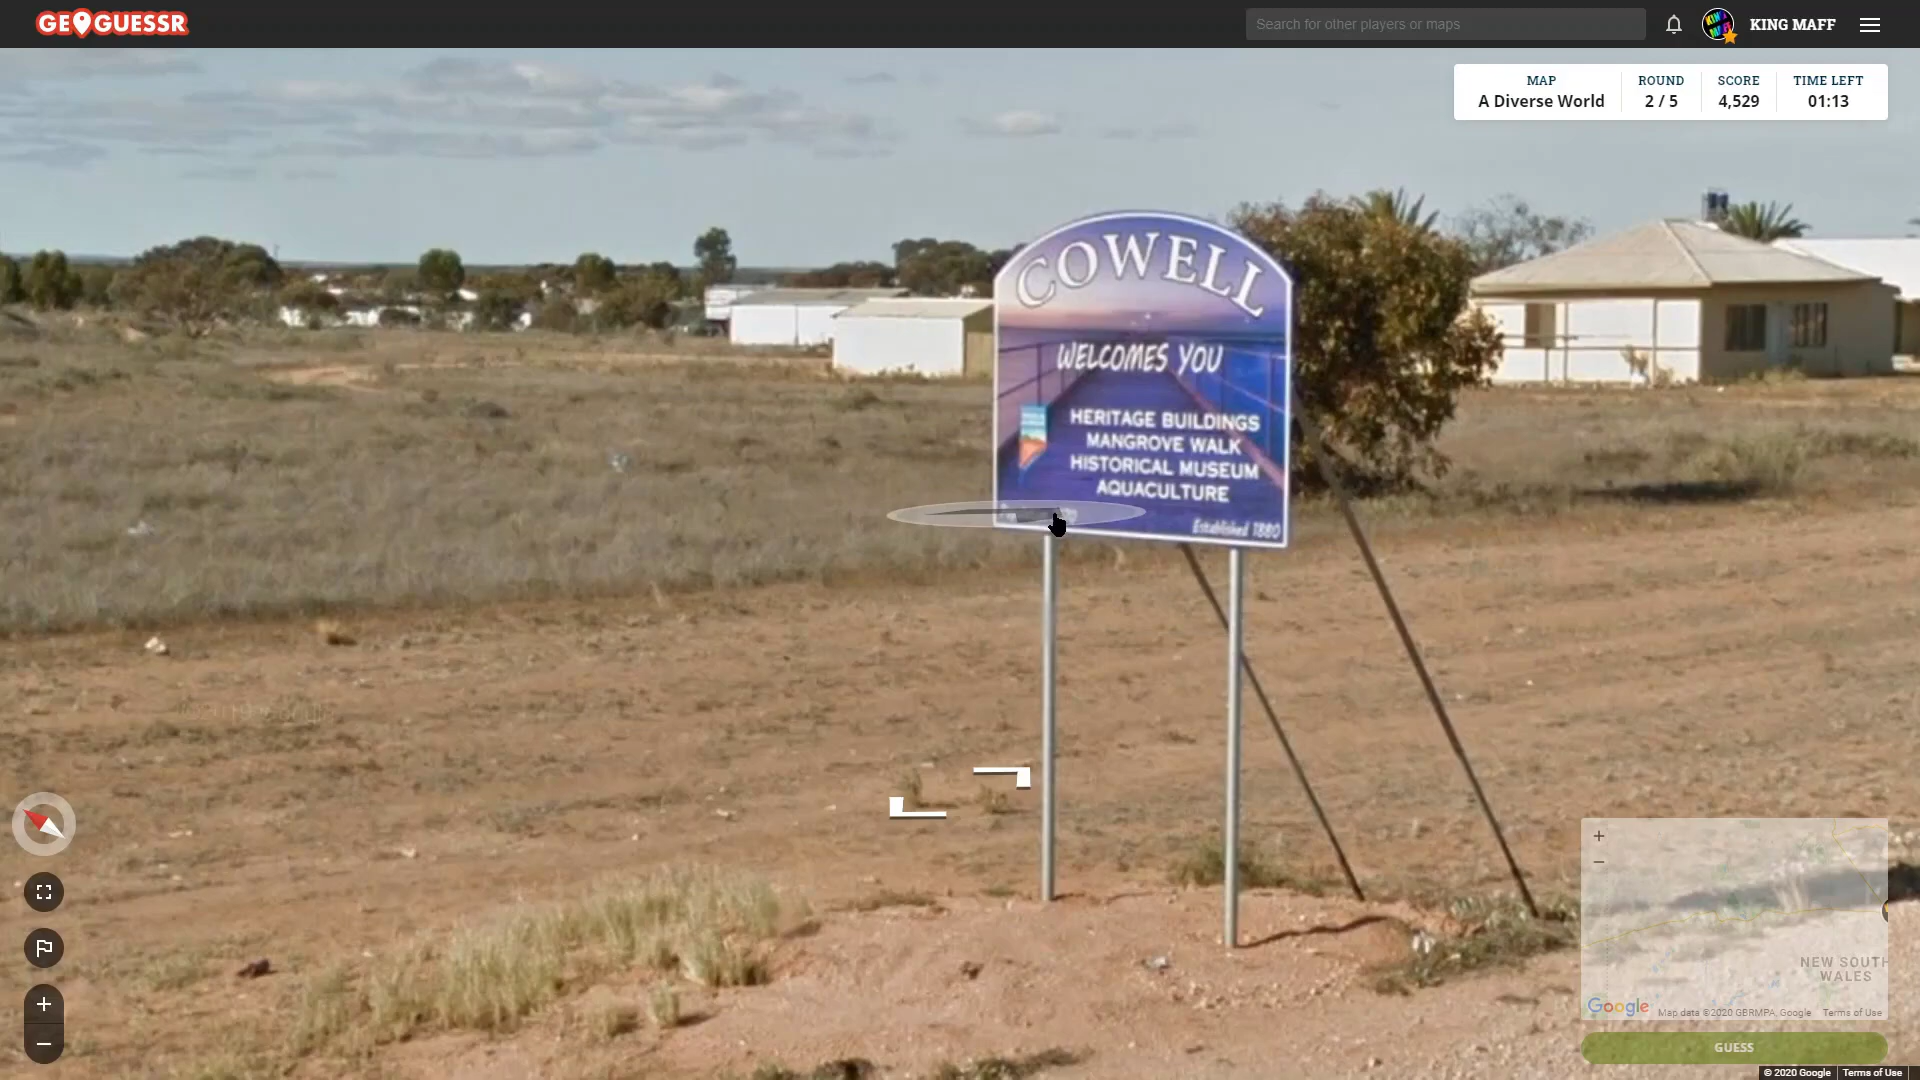 GEOGUESSR
Search for other players or maps
KING MAFF
MAP
A Diverse World
ROUND
2 / 5
SCORE
4,529
TIME LEFT
01:13
COWELL
WELCOMES YOU
HERITAGE BUILDINGS
MANGROVE WALK
HISTORICAL MUSEUM
AQUACULTURE
Established 1880
+
−
+
−
NEW SOUTH
WALES
Google
Map data ©2020 GBRMPA, Google
Terms of Use
GUESS
© 2020 Google
Terms of Use